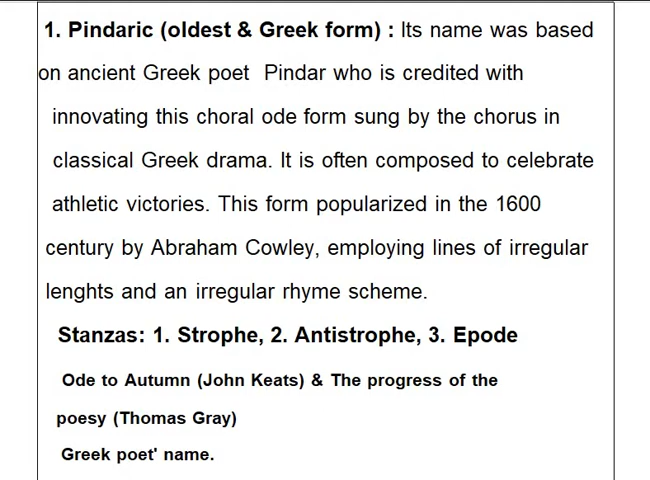 1. Pindaric (oldest & Greek form) : Its name was based
on ancient Greek poet  Pindar who is credited with
innovating this choral ode form sung by the chorus in
classical Greek drama. It is often composed to celebrate
athletic victories. This form popularized in the 1600
century by Abraham Cowley, employing lines of irregular
lenghts and an irregular rhyme scheme.
Stanzas: 1. Strophe, 2. Antistrophe, 3. Epode
Ode to Autumn (John Keats) & The progress of the
poesy (Thomas Gray)
Greek poet' name.